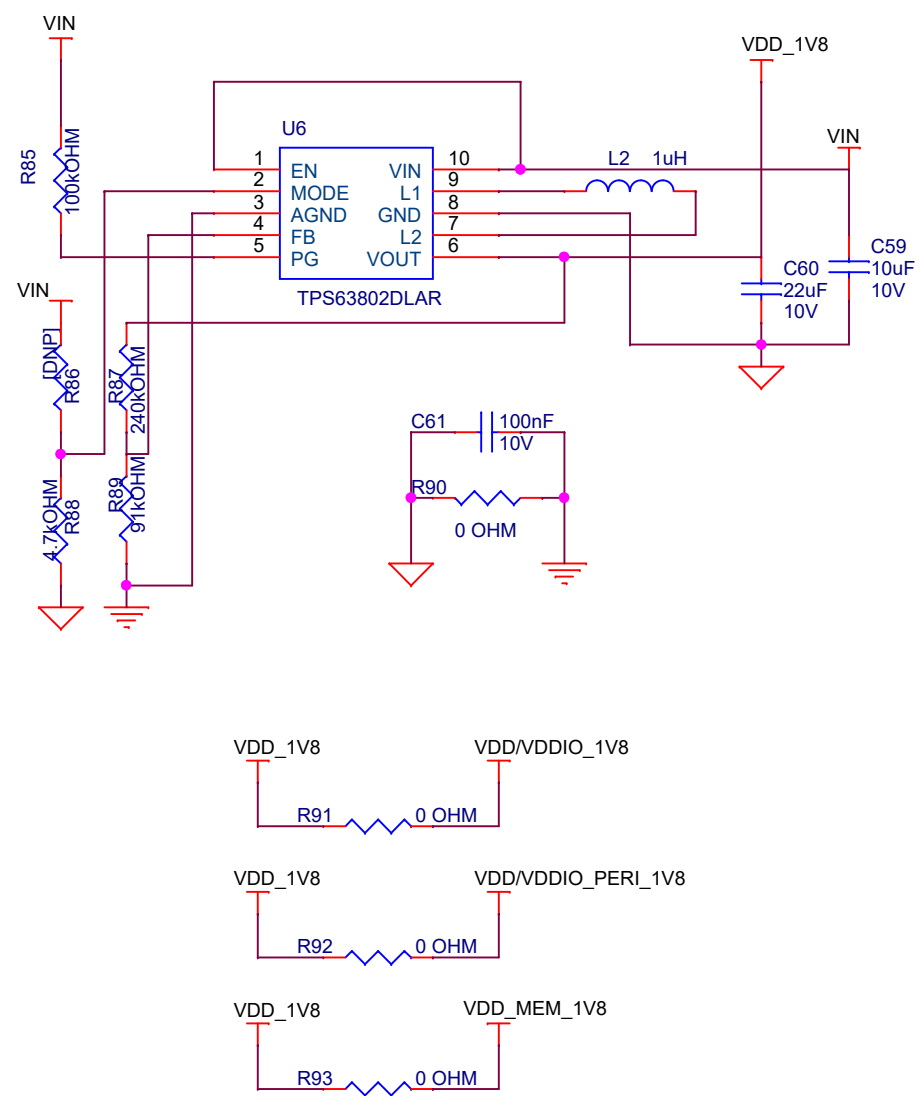 VIN
VDD_1V8
R85
100kOHM
U6
1
EN
2
MODE
3
AGND
4
FB
5
PG
VIN
10
L1
9
GND
8
L2
7
VOUT
6
TPS63802DLAR
L2
1uH
VIN
C59
10uF
10V
C60
22uF
10V
VIN
[DNP]
R86
R87
240kOHM
4.7kOHM
R88
R89
91kOHM
C61
100nF
10V
R90
0 OHM
VDD_1V8
VDD/VDDIO_1V8
R91
0 OHM
VDD_1V8
VDD/VDDIO_PERI_1V8
R92
0 OHM
VDD_1V8
VDD_MEM_1V8
R93
0 OHM